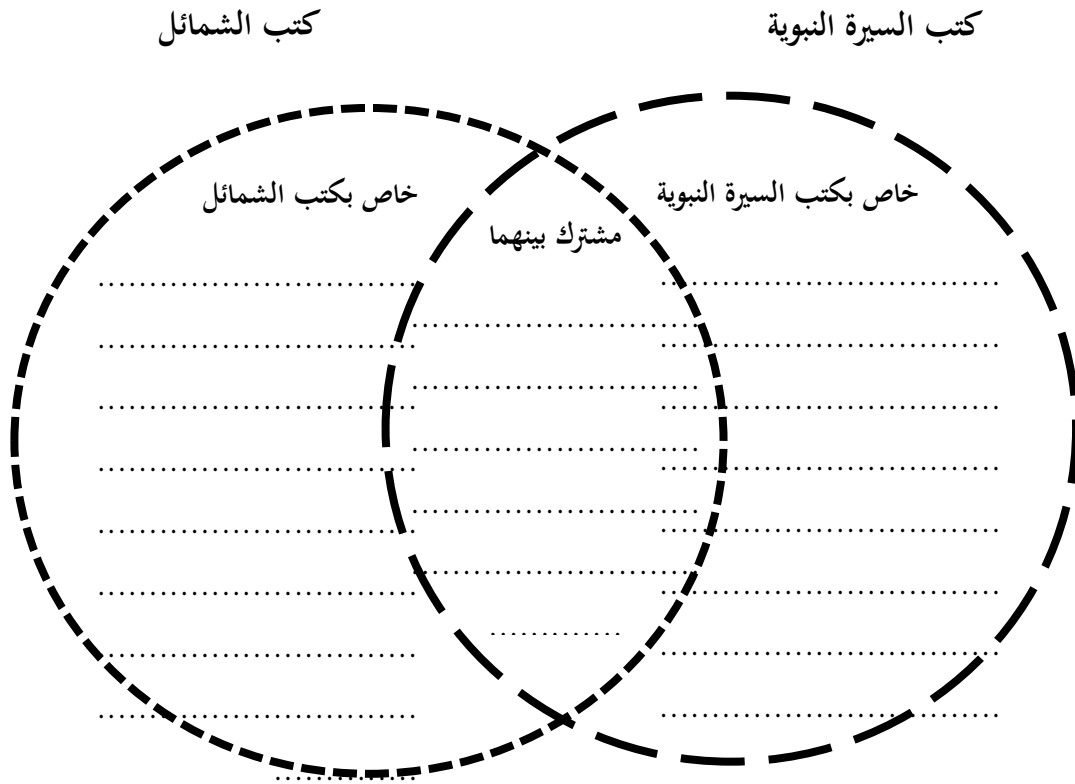 كتب السيرة النبوية
كتب الشمائل
خاص بكتب السيرة النبوية
خاص بكتب الشمائل
مشترك بينهما